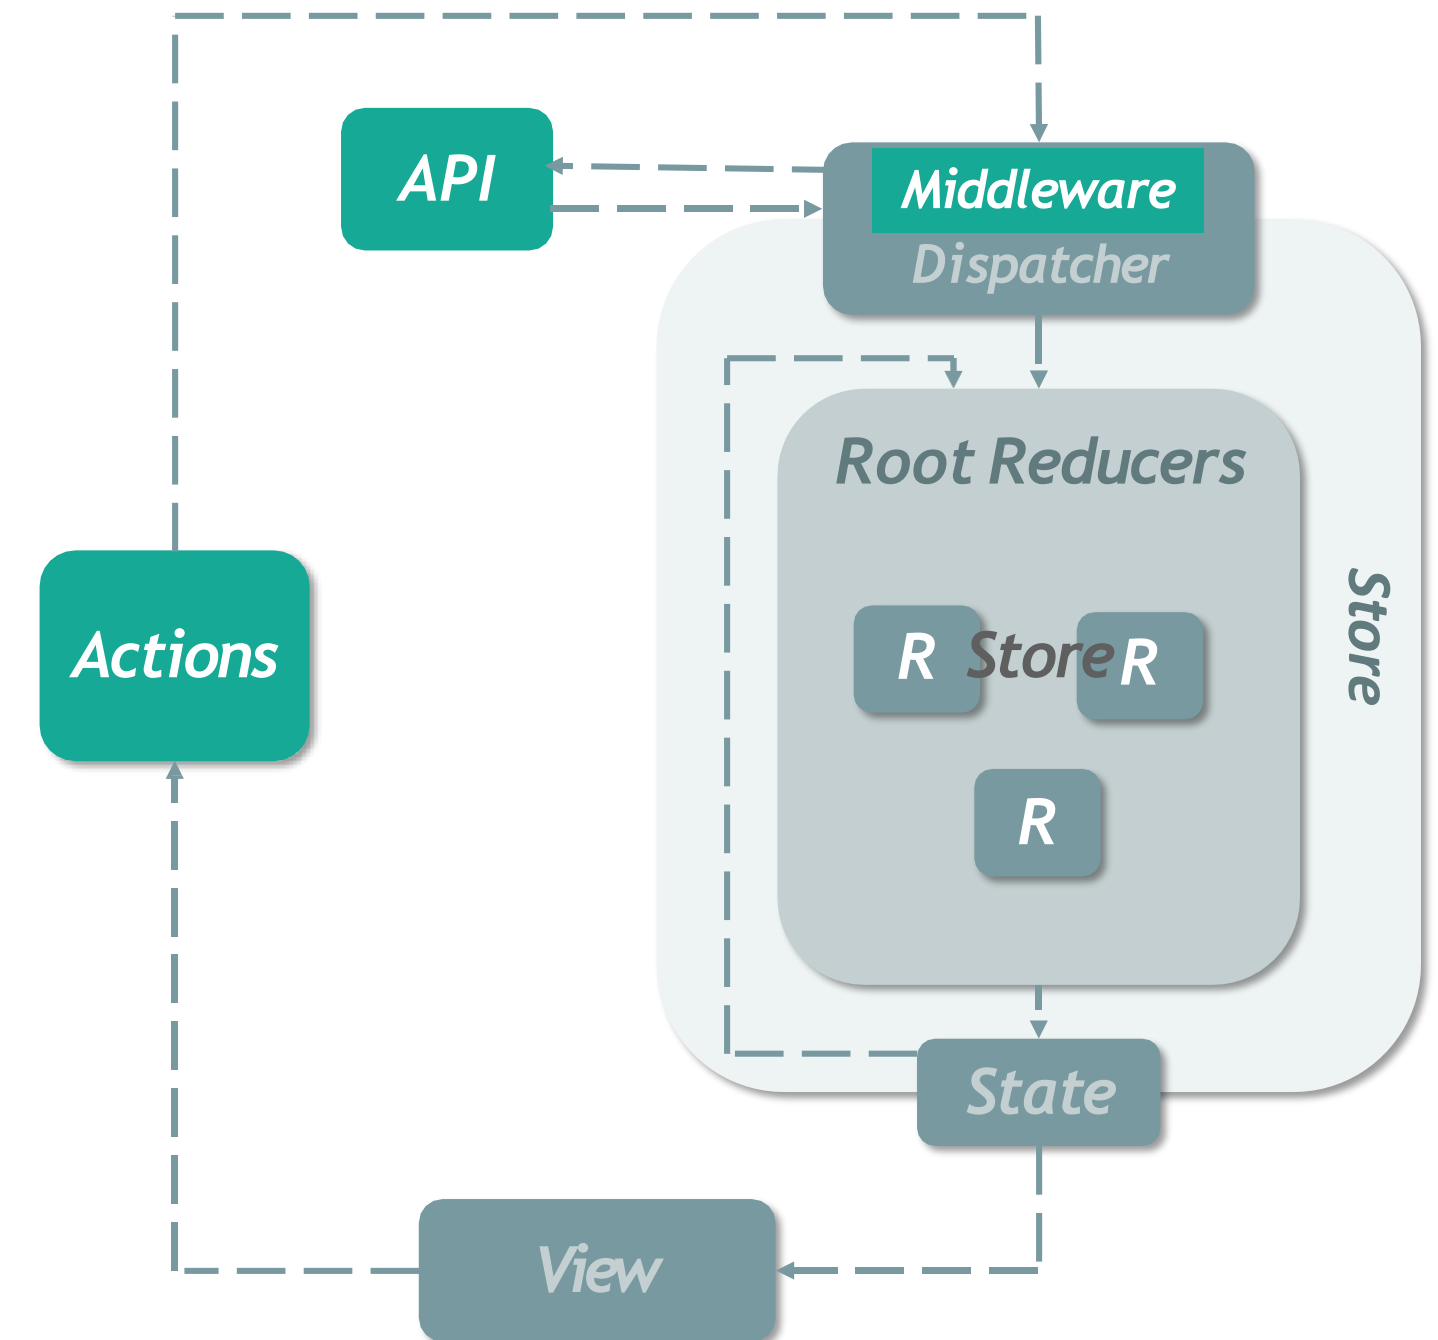 API
Middleware
Dispatcher
Root Reducers
Actions
R
Store
R
Store
R
State
View